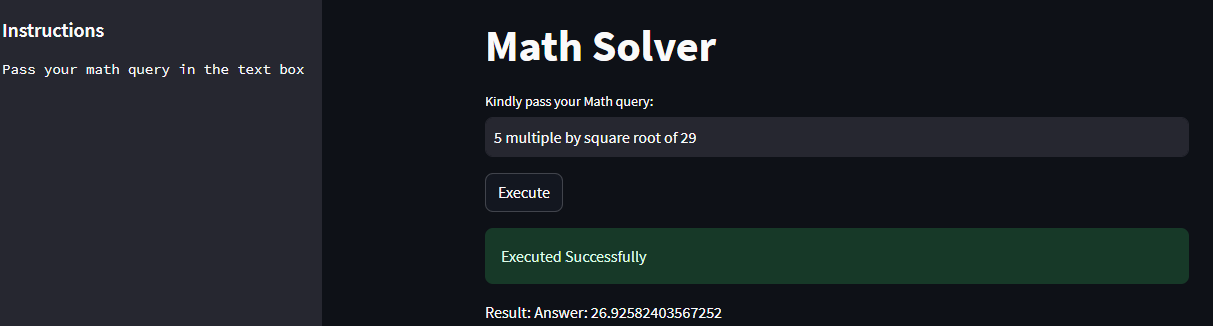 Instructions
Pass your math query in the text box
Math Solver
Kindly pass your Math query:
5 multiple by square root of 29
Execute
Executed Successfully
Result: Answer: 26.92582403567252